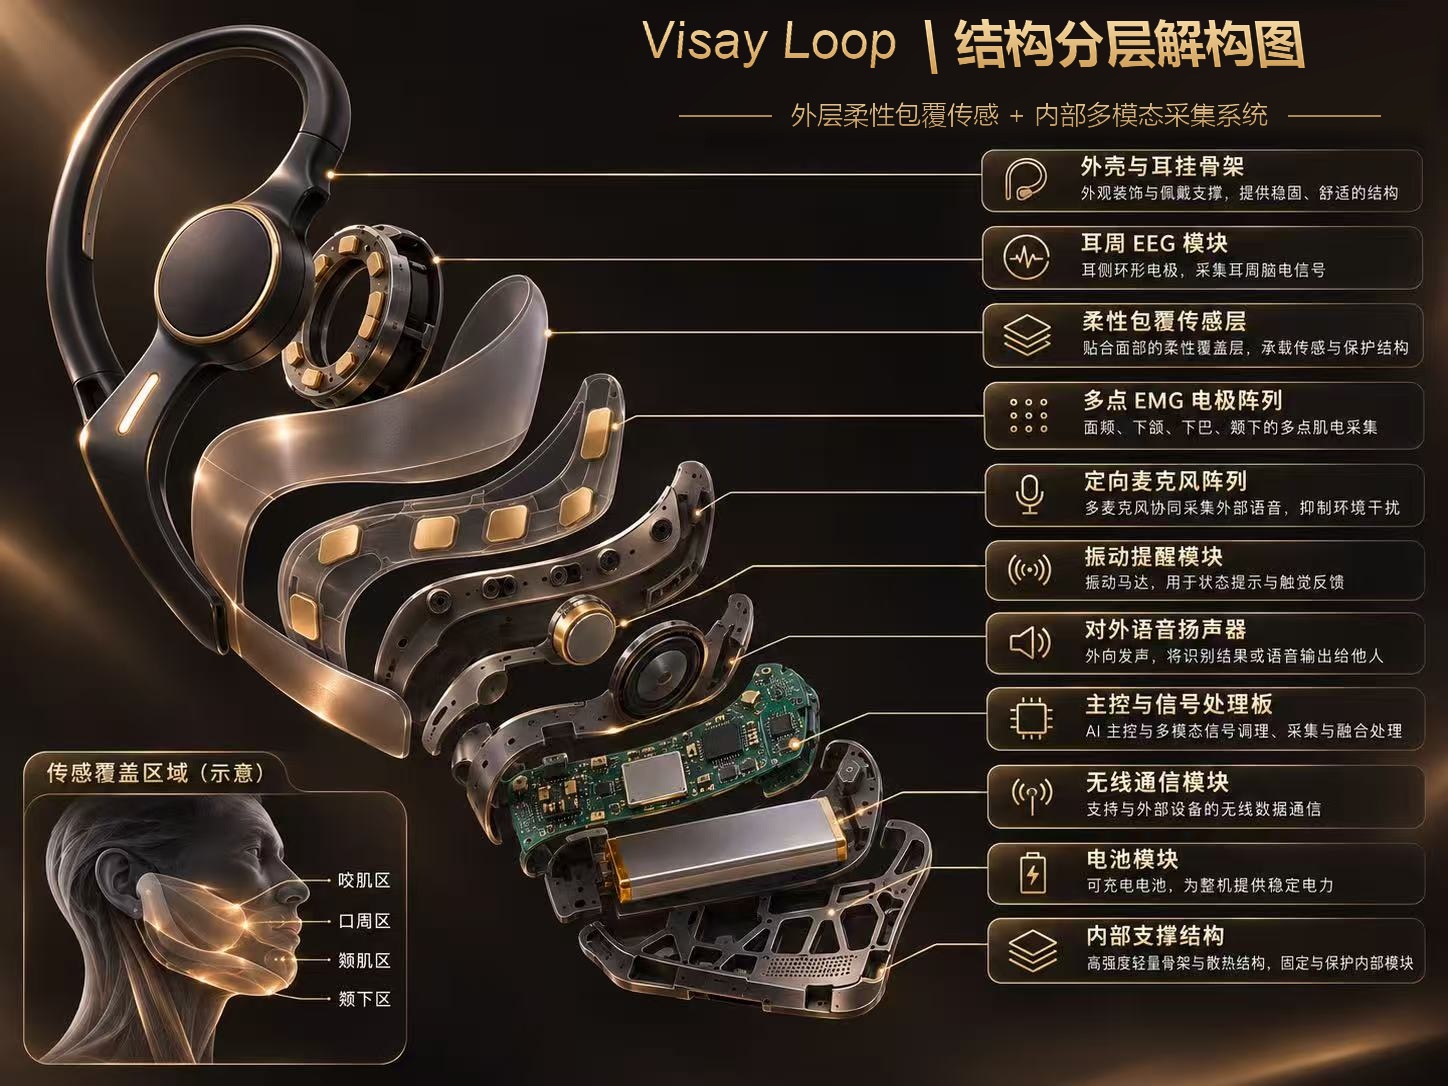 Visay Loop | 结构分层解构图
外层柔性包覆传感 + 内部多模态采集系统
外壳与耳挂骨架
外观装饰与佩戴支撑，提供稳固、舒适的结构
耳周 EEG 模块
耳侧环形电极，采集耳周脑电信号
柔性包覆传感层
贴合面部的柔性覆盖层，承载传感与保护结构
多点 EMG 电极阵列
面颊、下颌、下巴、颏下的多点肌电采集
定向麦克风阵列
多麦克风协同采集外部语音，抑制环境干扰
振动提醒模块
振动马达，用于状态提示与触觉反馈
对外语音扬声器
外向发声，将识别结果或语音输出给他人
主控与信号处理板
AI 主控与多模态信号调理、采集与融合处理
无线通信模块
支持与外部设备的无线数据通信
电池模块
可充电电池，为整机提供稳定电力
内部支撑结构
高强度轻量骨架与散热结构，固定与保护内部模块
传感覆盖区域（示意）
咬肌区
口周区
颏肌区
颏下区